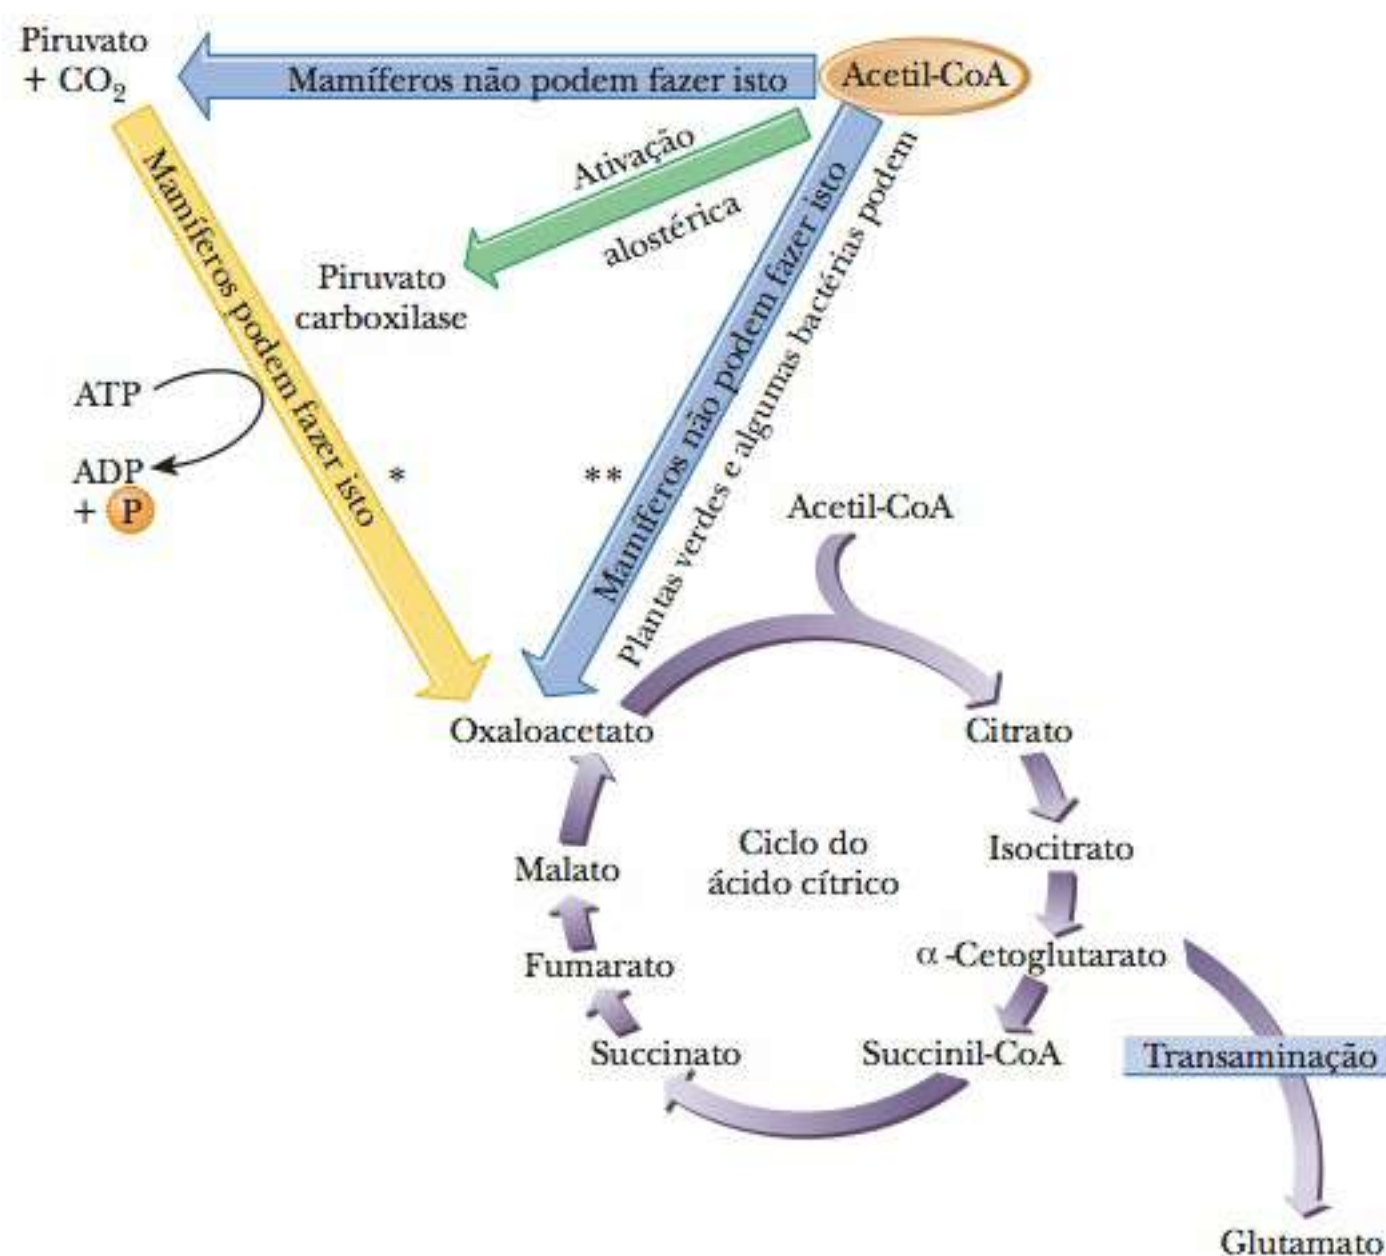 Piruvato
+ CO₂
Mamíferos não podem fazer isto
Acetil-CoA
Ativação
alostérica
Piruvato
carboxilase
Mamíferos podem fazer isto
*
**
Mamíferos não podem fazer isto
Plantas verdes e algumas bactérias podem
ATP
ADP
+ P
Acetil-CoA
Oxaloacetato
Citrato
Ciclo do
ácido cítrico
Isocitrato
Malato
α-Cetoglutarato
Fumarato
Succinato
Succinil-CoA
Transaminação
Glutamato